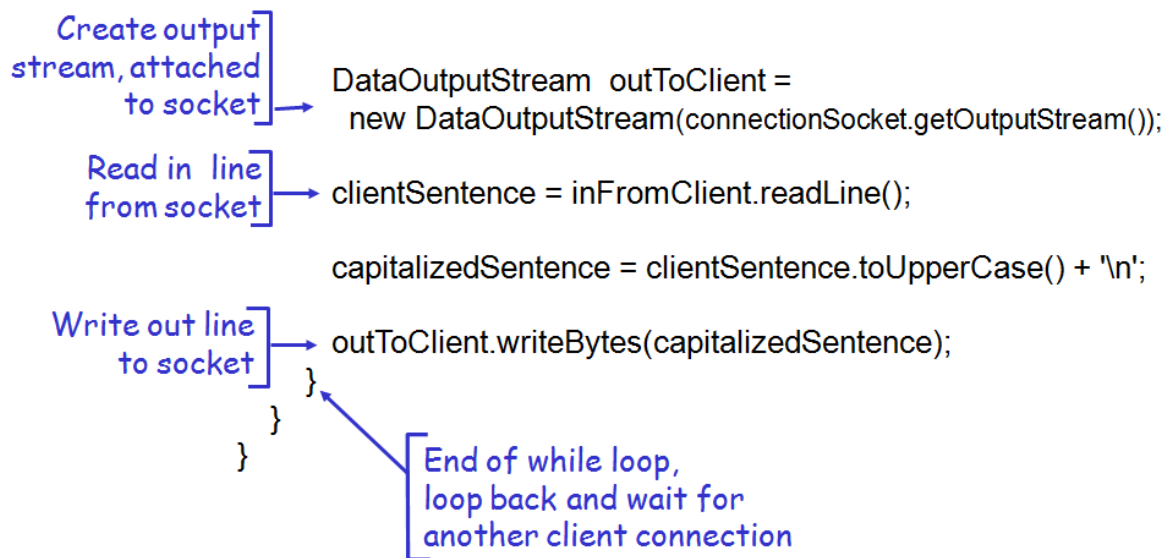 Create output
stream, attached
to socket
DataOutputStream outToClient =
new DataOutputStream(connectionSocket.getOutputStream());
Read in line
from socket
clientSentence = inFromClient.readLine();
capitalizedSentence = clientSentence.toUpperCase() + '\n';
Write out line
to socket
outToClient.writeBytes(capitalizedSentence);
}
}
}
End of while loop,
loop back and wait for
another client connection